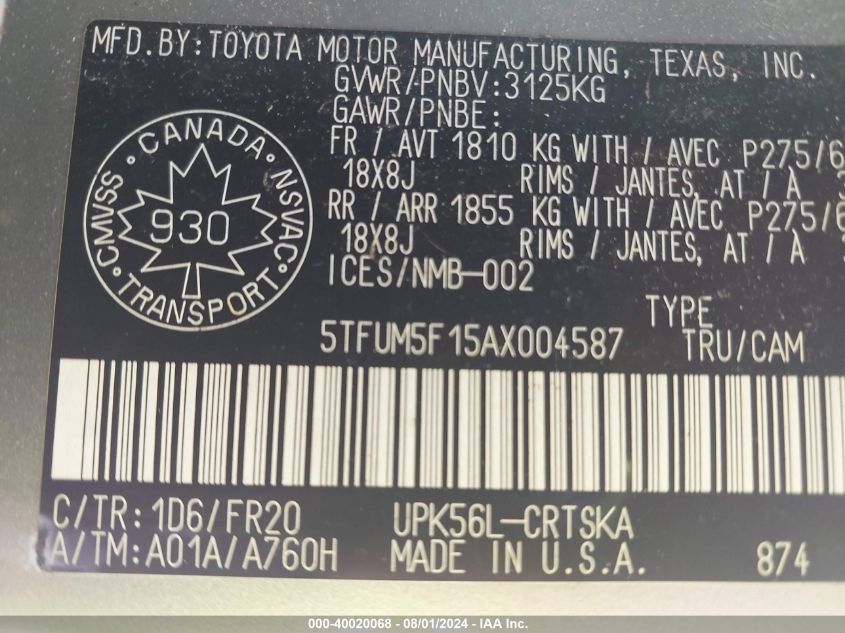 MFD. BY: TOYOTA MOTOR MANUFACTURING, TEXAS, INC.
GVWR/PNBV: 3125KG
GAWR/PNBE:
FR / AVT 1810 KG WITH / AVEC P275/6
18X8J RIMS / JANTES, AT / A 3
RR / ARR 1855 KG WITH / AVEC P275/6
18X8J RIMS / JANTES, AT / A
ICES/NMB-002
CANADA · NSVAC · TRANSPORT · CMVSS ·
930
TYPE
5TFUM5F15AX004587 TRU/CAM
C/TR: 1D6/FR20 UPK56L-CRTSKA
A/TM: A01A/A760H MADE IN U.S.A. 874
000-40020068 - 08/01/2024 - IAA Inc.